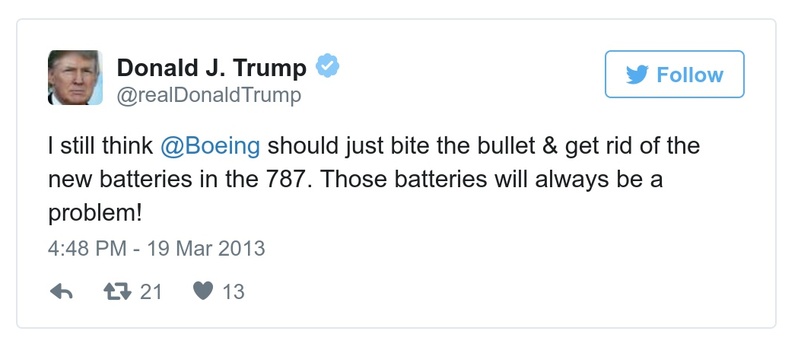 Donald J. Trump
@realDonaldTrump
Follow
I still think @Boeing should just bite the bullet & get rid of the
new batteries in the 787. Those batteries will always be a
problem!
4:48 PM - 19 Mar 2013
21 13